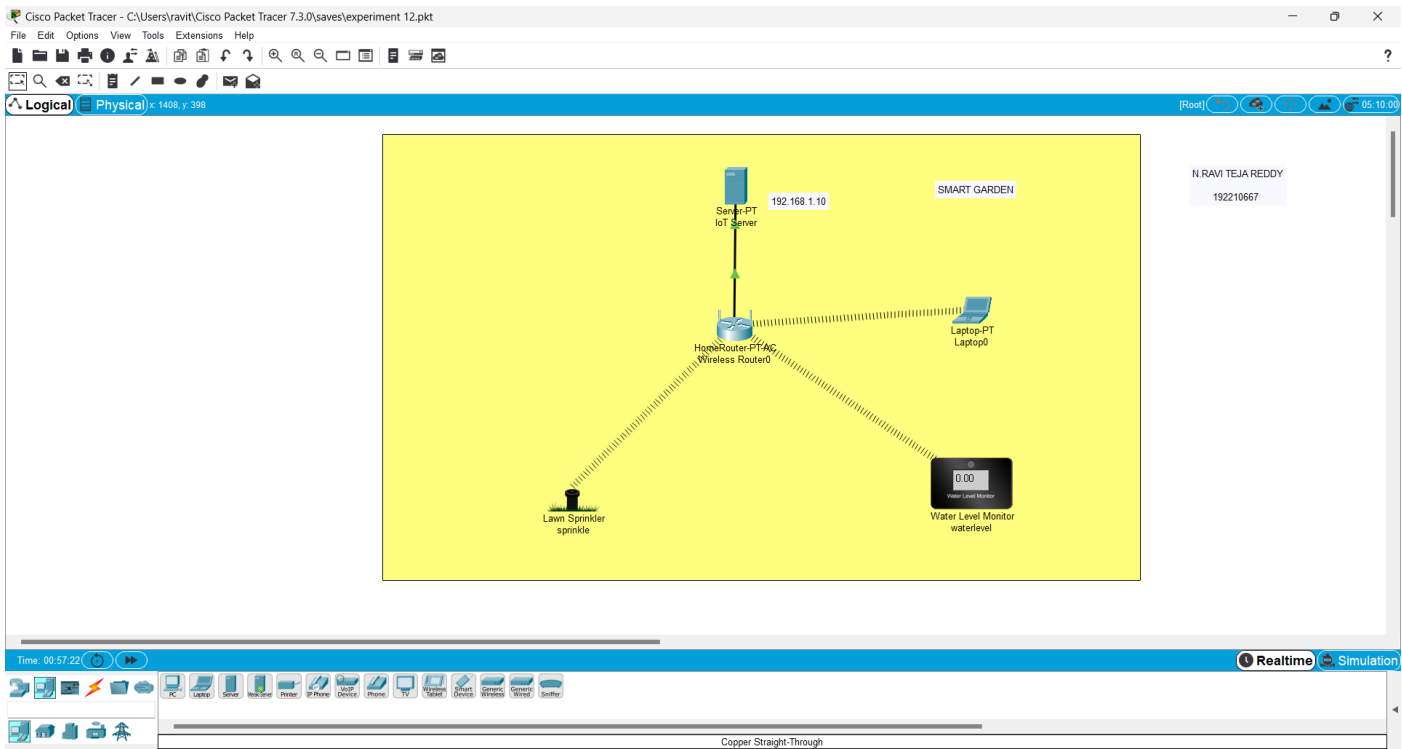 Cisco Packet Tracer - C:\Users\ravit\Cisco Packet Tracer 7.3.0\saves\experiment 12.pkt
File Edit Options View Tools Extensions Help
Logical Physical x: 1408, y: 398 [Root] 05:10:00
SMART GARDEN
N.RAVI TEJA REDDY
192210667
192.168.1.10
Server-PT
IoT Server
Laptop-PT
Laptop0
HomeRouter-PT-AC
Wireless Router0
0.00
Water Level Monitor
Water Level Monitor
waterlevel
Lawn Sprinkler
sprinkle
Time: 00:57:22 Realtime Simulation
PC Laptop Server Meraki-Server Printer IP Phone VoIP Device Phone TV Wireless Tablet Smart Device Generic Wireless Generic Wired Sniffer
Copper Straight-Through